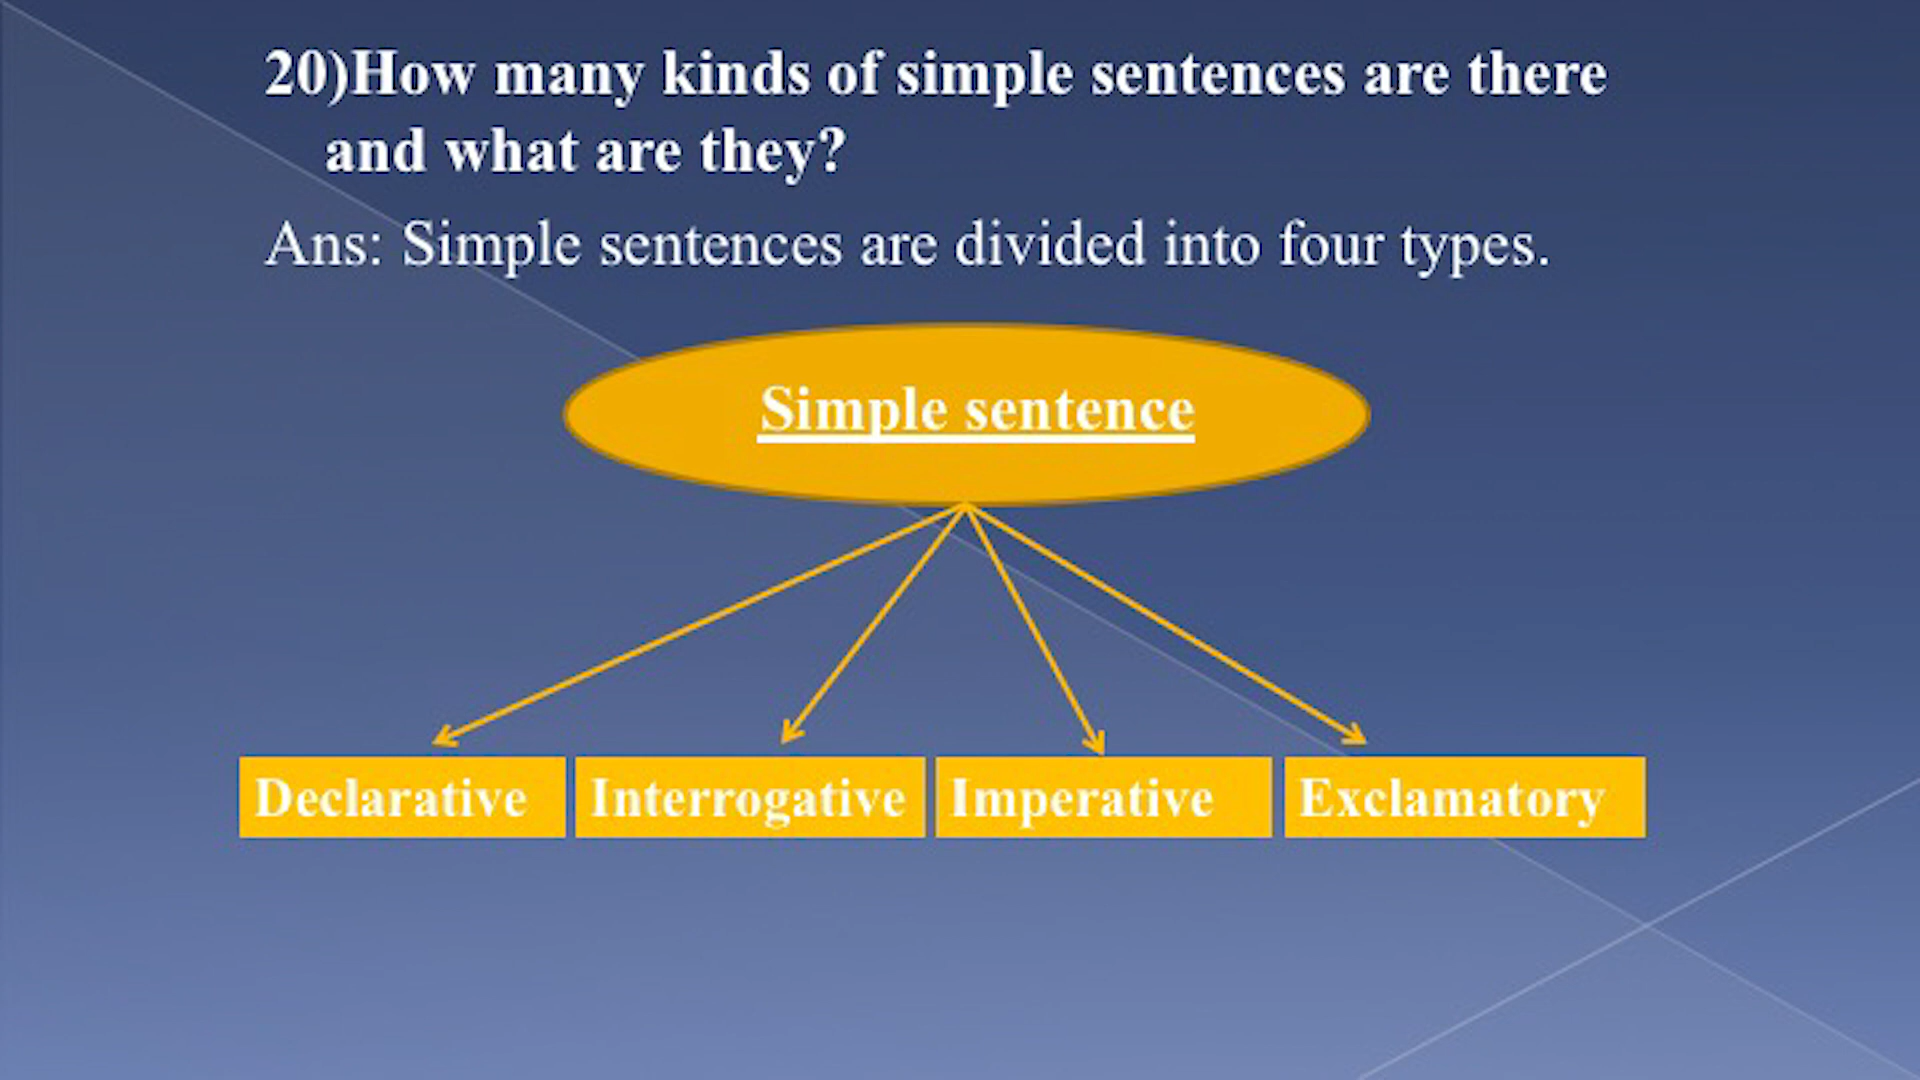 20)How many kinds of simple sentences are there
and what are they?
Ans: Simple sentences are divided into four types.
Simple sentence
Declarative
Interrogative
Imperative
Exclamatory